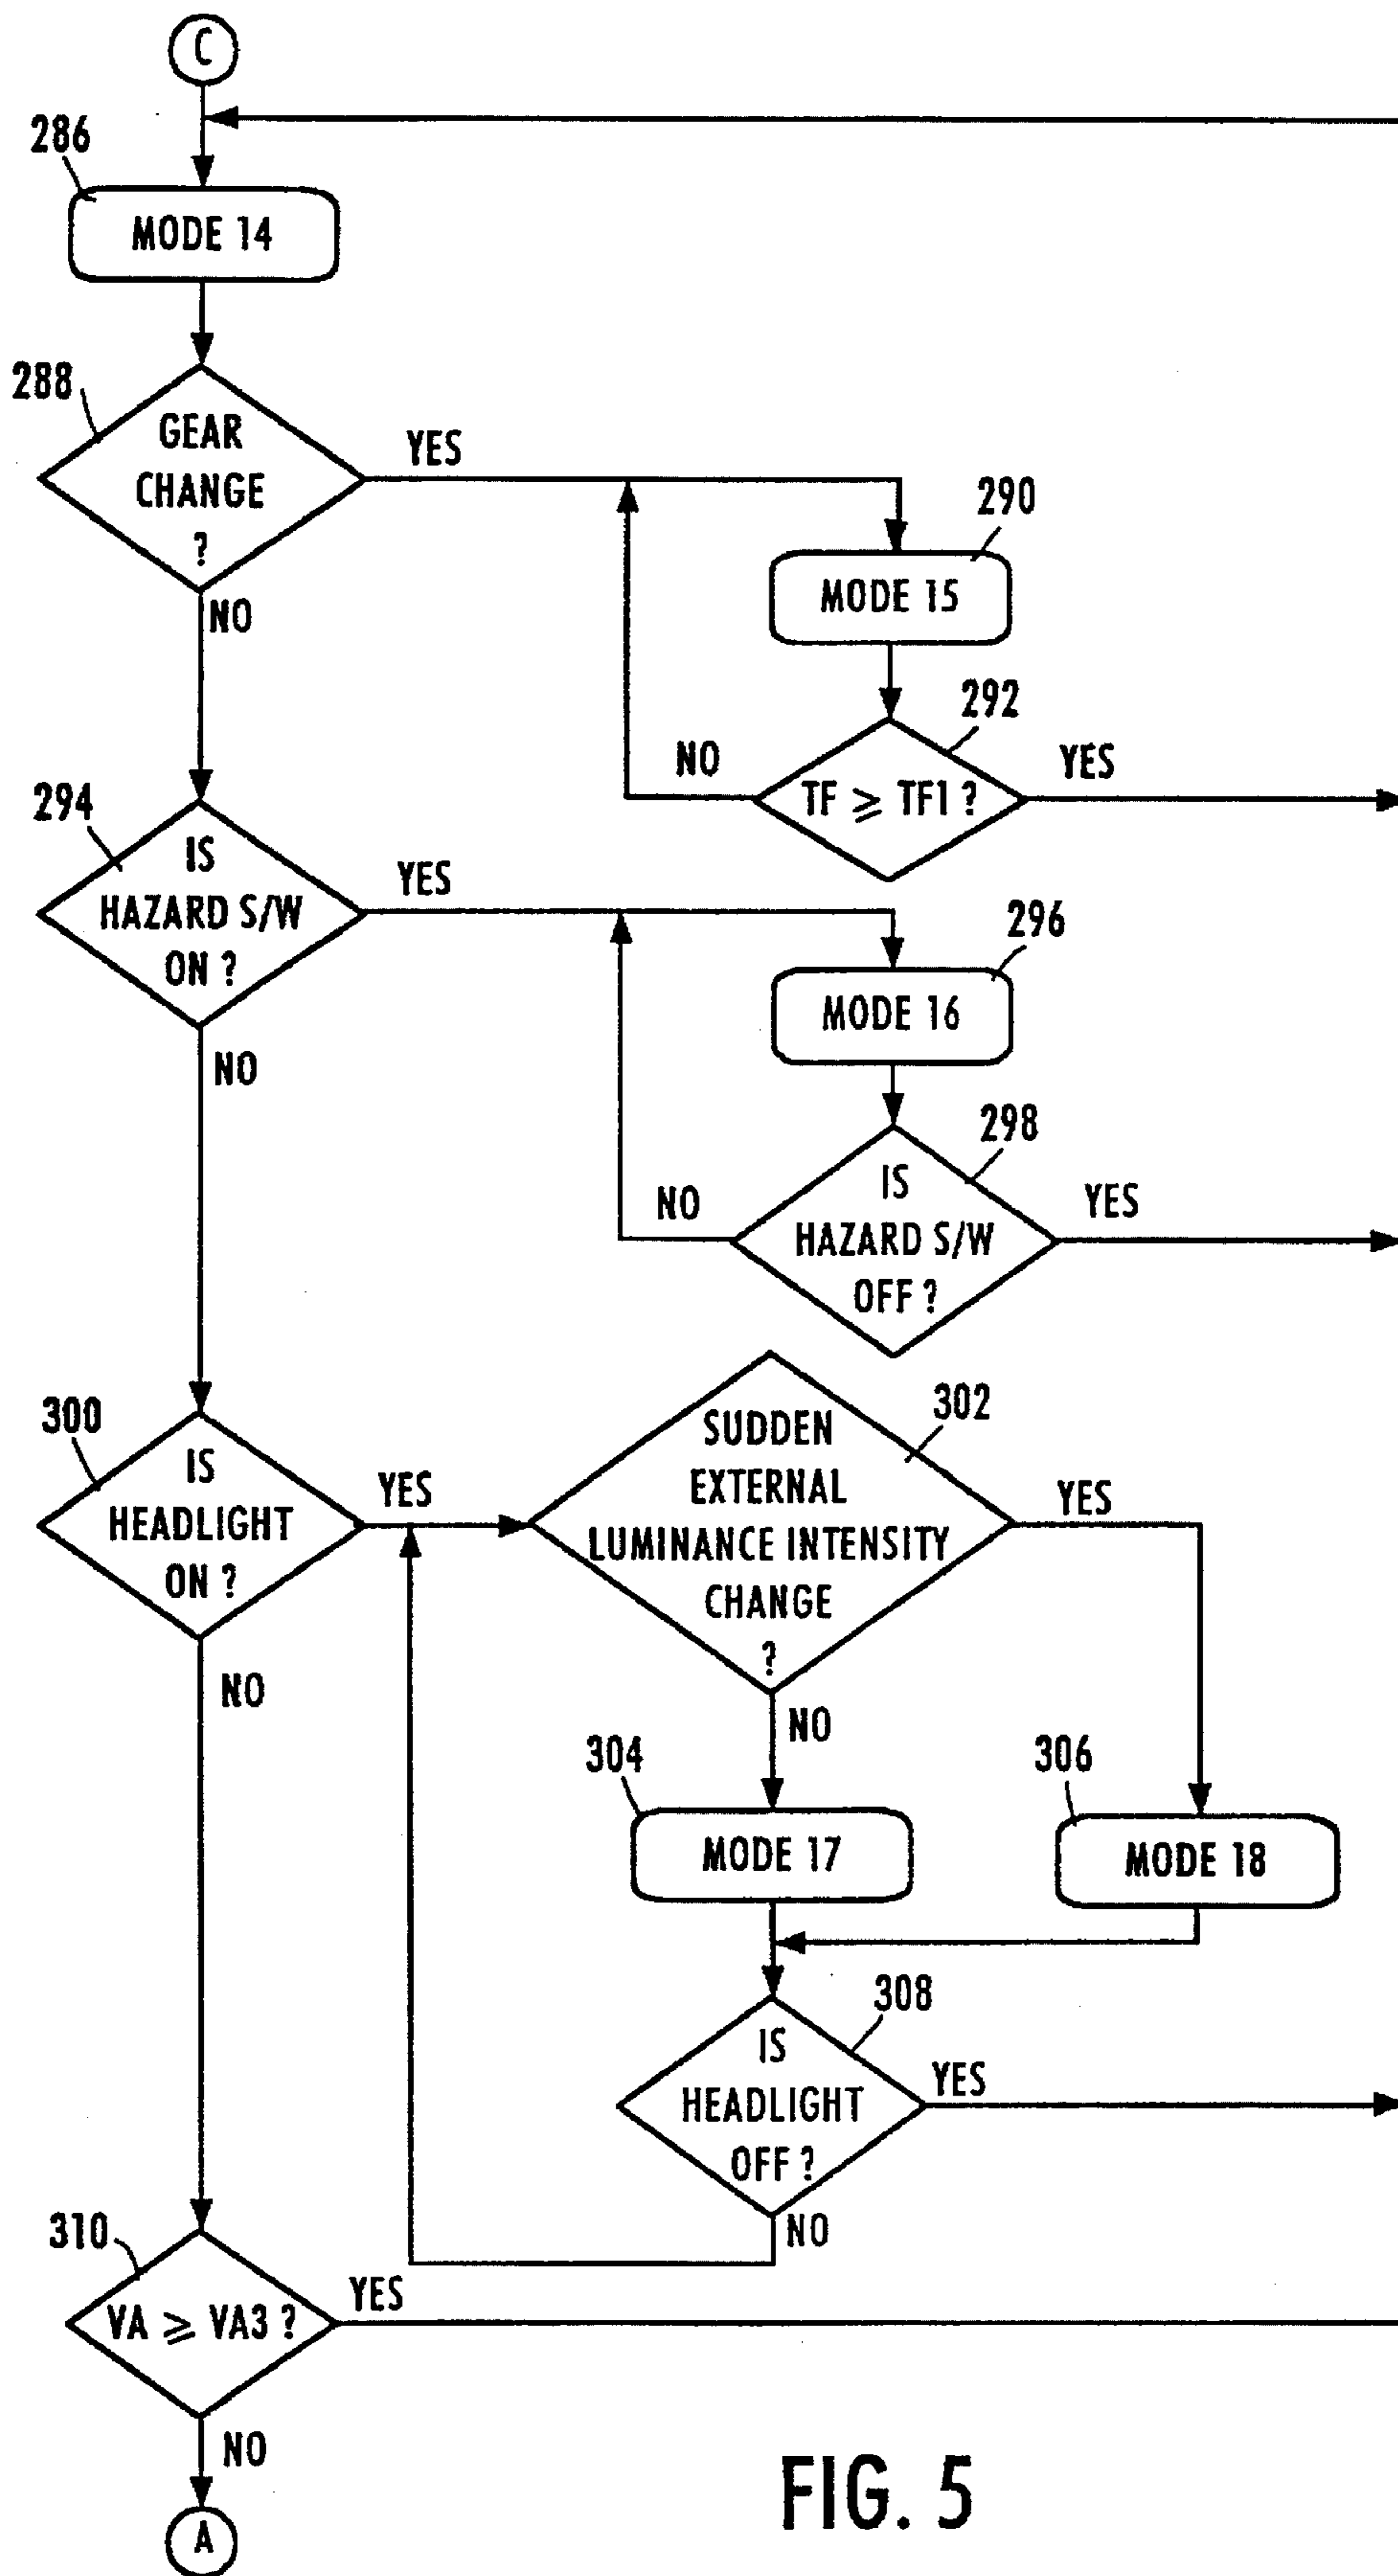 C
286
MODE 14
288
GEAR
CHANGE
?
YES
NO
290
MODE 15
292
TF ≥ TF1 ?
NO
YES
294
IS
HAZARD S/W
ON ?
YES
NO
296
MODE 16
298
IS
HAZARD S/W
OFF ?
NO
YES
300
IS
HEADLIGHT
ON ?
YES
NO
302
SUDDEN
EXTERNAL
LUMINANCE INTENSITY
CHANGE
?
YES
NO
304
MODE 17
306
MODE 18
308
IS
HEADLIGHT
OFF ?
YES
NO
310
VA ≥ VA3 ?
YES
NO
A
FIG. 5